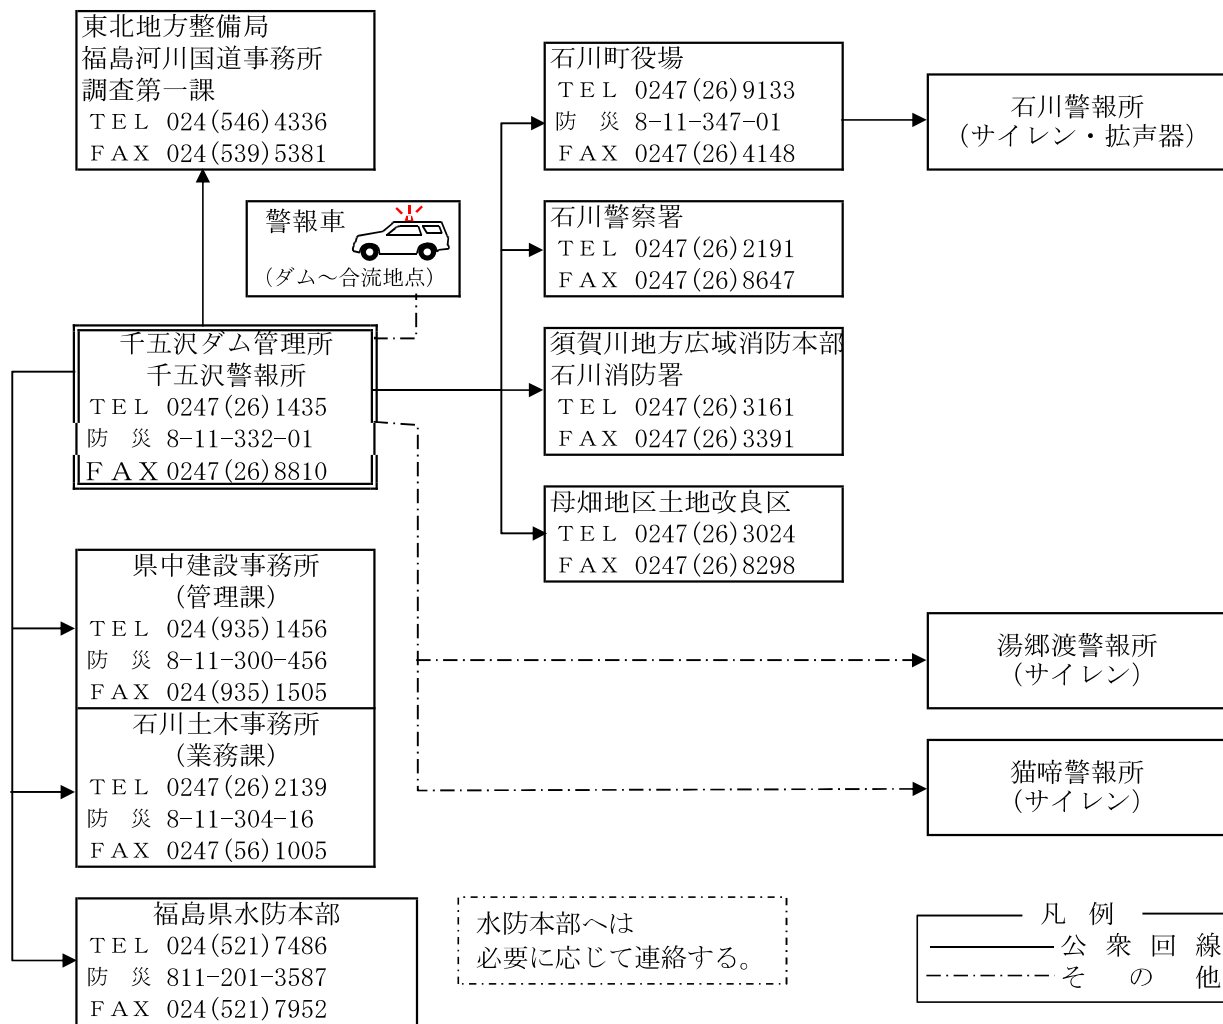 東北地方整備局
福島河川国道事務所
調査第一課
ＴＥＬ 024(546)4336
ＦＡＸ 024(539)5381
警報車
(ダム～合流地点)
千五沢ダム管理所
千五沢警報所
ＴＥＬ 0247(26)1435
防　災 8-11-332-01
ＦＡＸ 0247(26)8810
県中建設事務所
(管理課)
ＴＥＬ 024(935)1456
防　災 8-11-300-456
ＦＡＸ 024(935)1505
石川土木事務所
(業務課)
ＴＥＬ 0247(26)2139
防　災 8-11-304-16
ＦＡＸ 0247(56)1005
福島県水防本部
ＴＥＬ 024(521)7486
防　災 811-201-3587
ＦＡＸ 024(521)7952
石川町役場
ＴＥＬ 0247(26)9133
防　災 8-11-347-01
ＦＡＸ 0247(26)4148
石川警察署
ＴＥＬ 0247(26)2191
ＦＡＸ 0247(26)8647
須賀川地方広域消防本部
石川消防署
ＴＥＬ 0247(26)3161
ＦＡＸ 0247(26)3391
母畑地区土地改良区
ＴＥＬ 0247(26)3024
ＦＡＸ 0247(26)8298
石川警報所
(サイレン・拡声器)
湯郷渡警報所
(サイレン)
猫啼警報所
(サイレン)
水防本部へは
必要に応じて連絡する。
凡　例
公　衆　回　線
そ　の　他